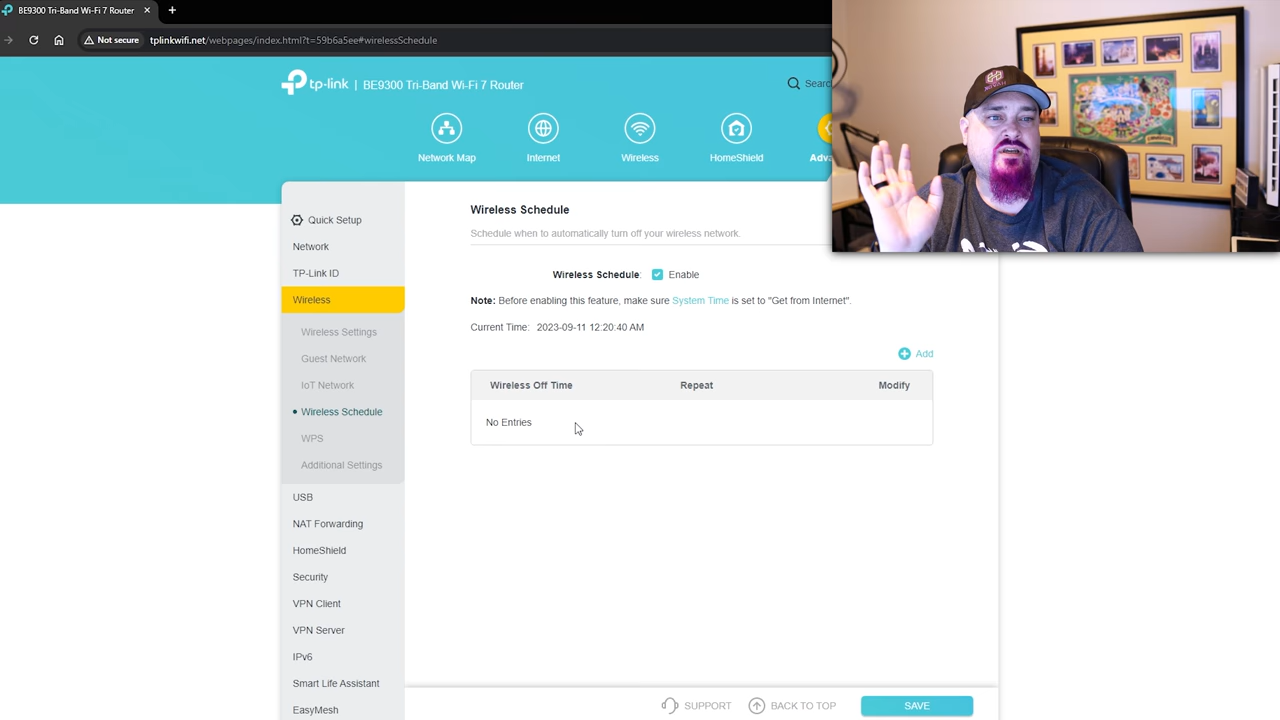 BE9300 Tri-Band Wi-Fi 7 Router
Not secure
tplinkwifi.net/webpages/index.html?t=59b6a5ee#wirelessSchedule
tp-link | BE9300 Tri-Band Wi-Fi 7 Router
Searc
Network Map
Internet
Wireless
HomeShield
Adva
Quick Setup
Network
TP-Link ID
Wireless
Wireless Settings
Guest Network
IoT Network
Wireless Schedule
WPS
Additional Settings
USB
NAT Forwarding
HomeShield
Security
VPN Client
VPN Server
IPv6
Smart Life Assistant
EasyMesh
Wireless Schedule
Schedule when to automatically turn off your wireless network.
Wireless Schedule: Enable
Note: Before enabling this feature, make sure System Time is set to "Get from Internet".
Current Time: 2023-09-11 12:20:40 AM
Add
Wireless Off Time Repeat Modify
No Entries
SUPPORT
BACK TO TOP
SAVE